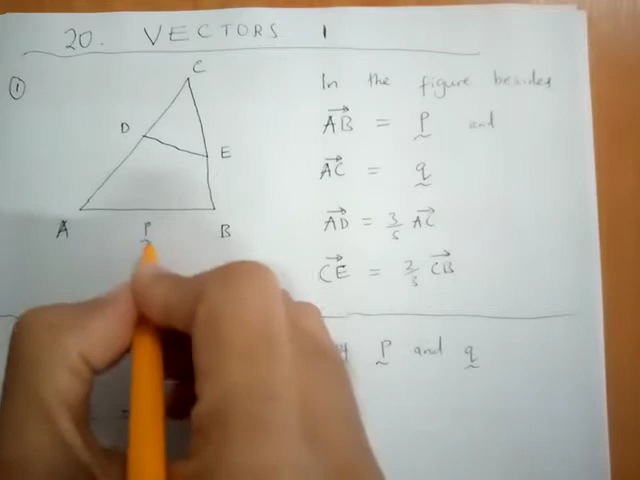 20. VECTORS 1
① In the figure besides
AB = p and
AC = q
AD = 3/5 AC
CE = 2/3 CB
C
D
E
A P B
p and q